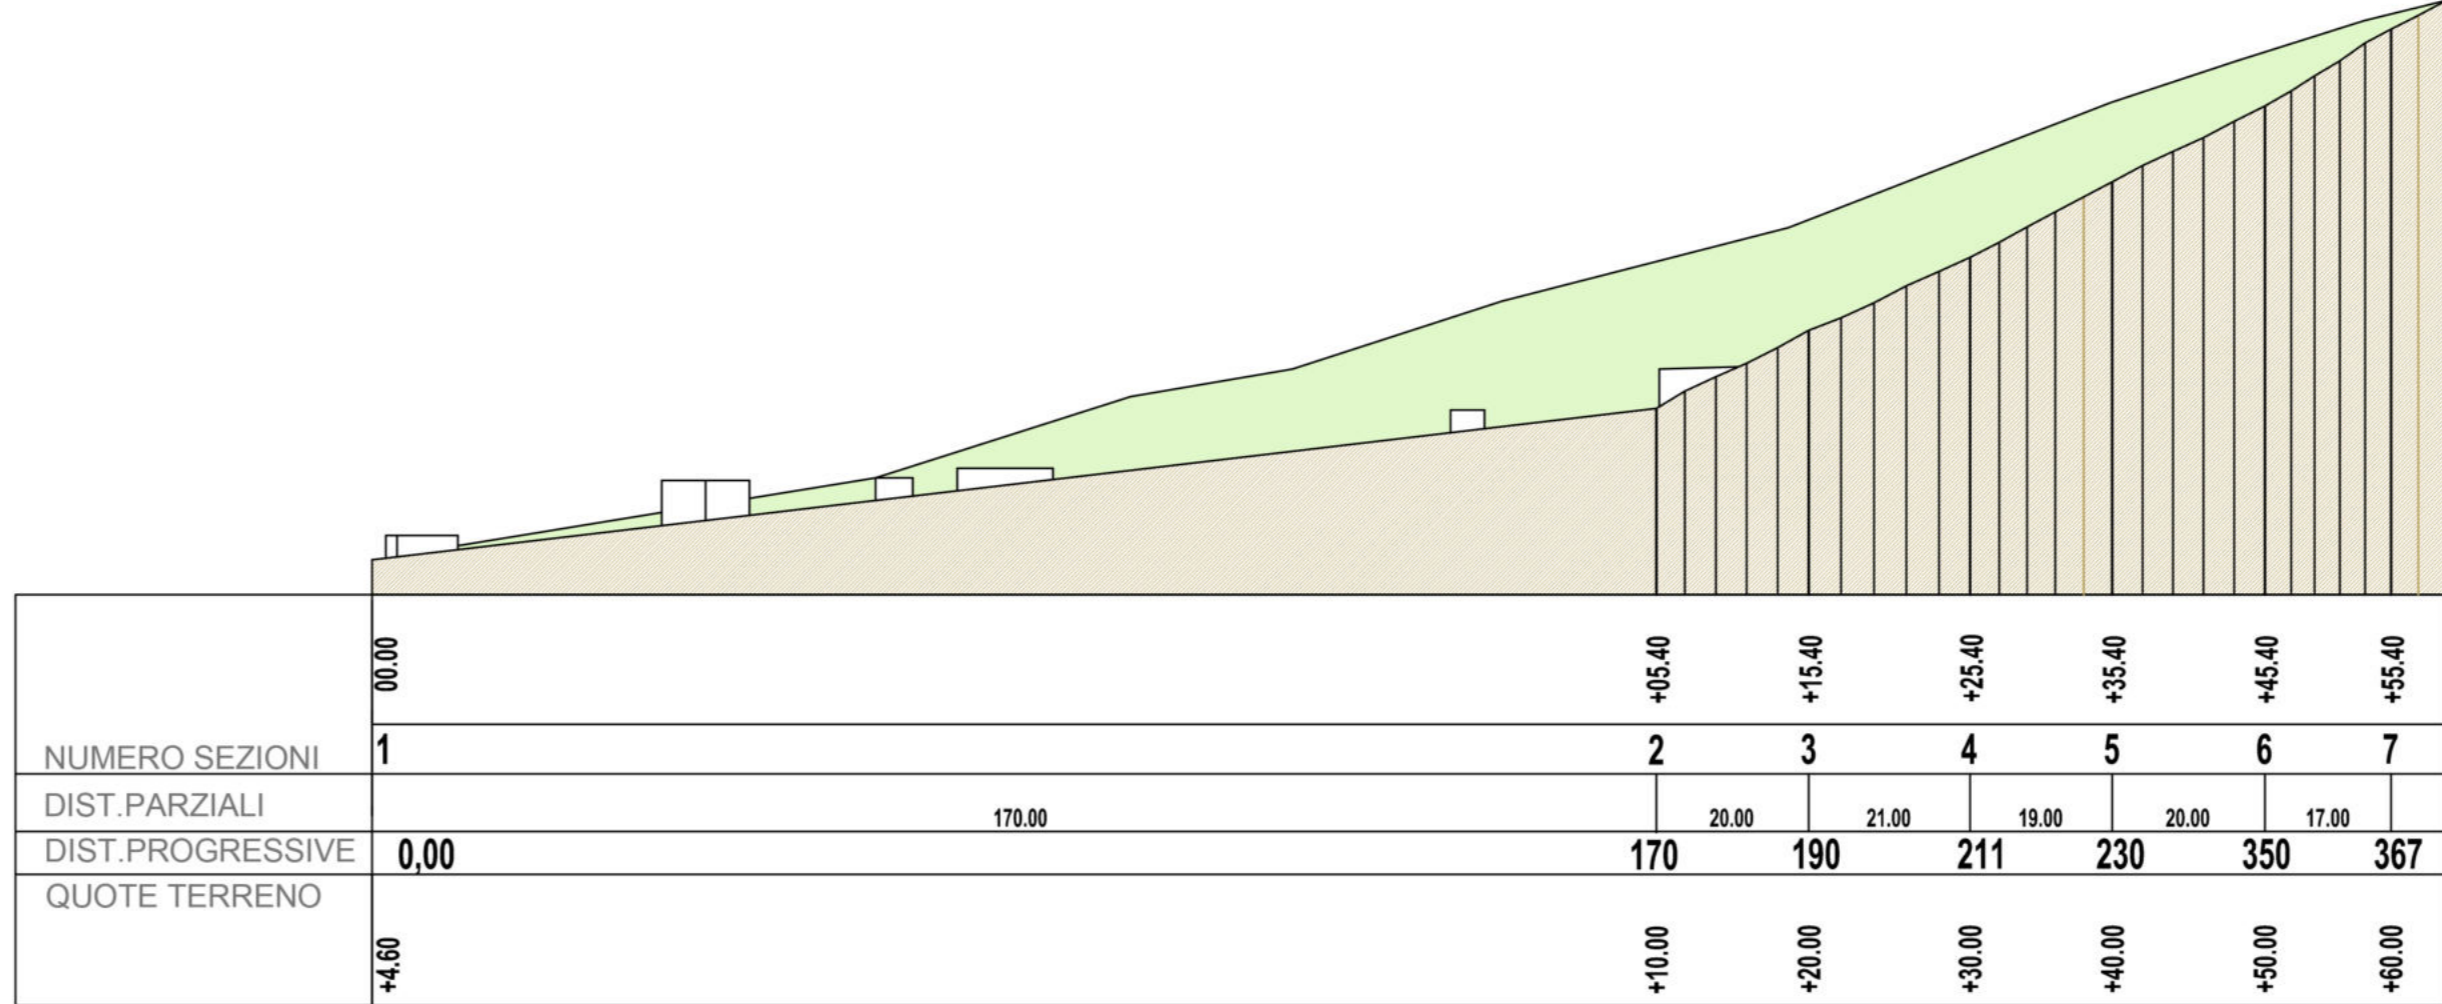 00.00 +05.40 +15.40 +25.40 +35.40 +45.40 +55.40
NUMERO SEZIONI 1 2 3 4 5 6 7
DIST.PARZIALI 170.00 20.00 21.00 19.00 20.00 17.00
DIST.PROGRESSIVE 0,00 170 190 211 230 350 367
QUOTE TERRENO
+4.60 +10.00 +20.00 +30.00 +40.00 +50.00 +60.00